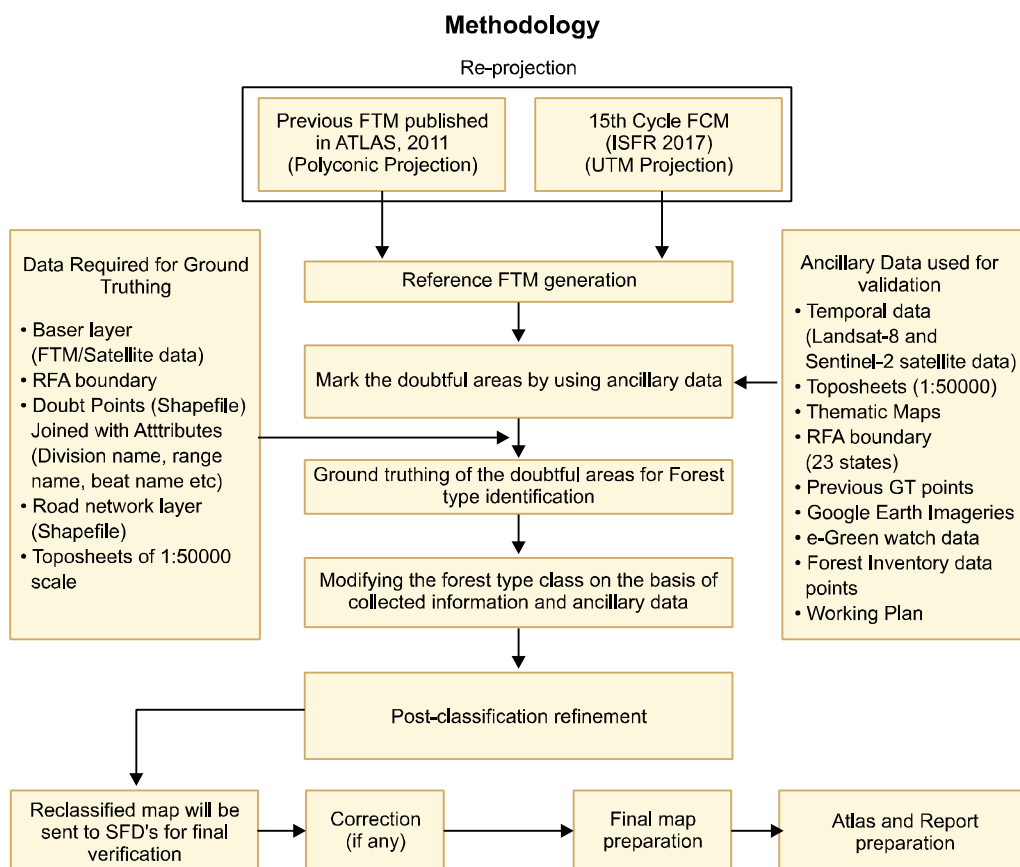 Methodology
Re-projection
Previous FTM published
in ATLAS, 2011
(Polyconic Projection)
15th Cycle FCM
(ISFR 2017)
(UTM Projection)
Data Required for Ground
Truthing
• Baser layer
(FTM/Satellite data)
• RFA boundary
• Doubt Points (Shapefile)
Joined with Atttributes
(Division name, range
name, beat name etc)
• Road network layer
(Shapefile)
• Toposheets of 1:50000
scale
Reference FTM generation
Mark the doubtful areas by using ancillary data
Ground truthing of the doubtful areas for Forest
type identification
Modifying the forest type class on the basis of
collected information and ancillary data
Post-classification refinement
Ancillary Data used for
validation
• Temporal data
(Landsat-8 and
Sentinel-2 satellite data)
• Toposheets (1:50000)
• Thematic Maps
• RFA boundary
(23 states)
• Previous GT points
• Google Earth Imageries
• e-Green watch data
• Forest Inventory data
points
• Working Plan
Reclassified map will be
sent to SFD's for final
verification
Correction
(if any)
Final map
preparation
Atlas and Report
preparation